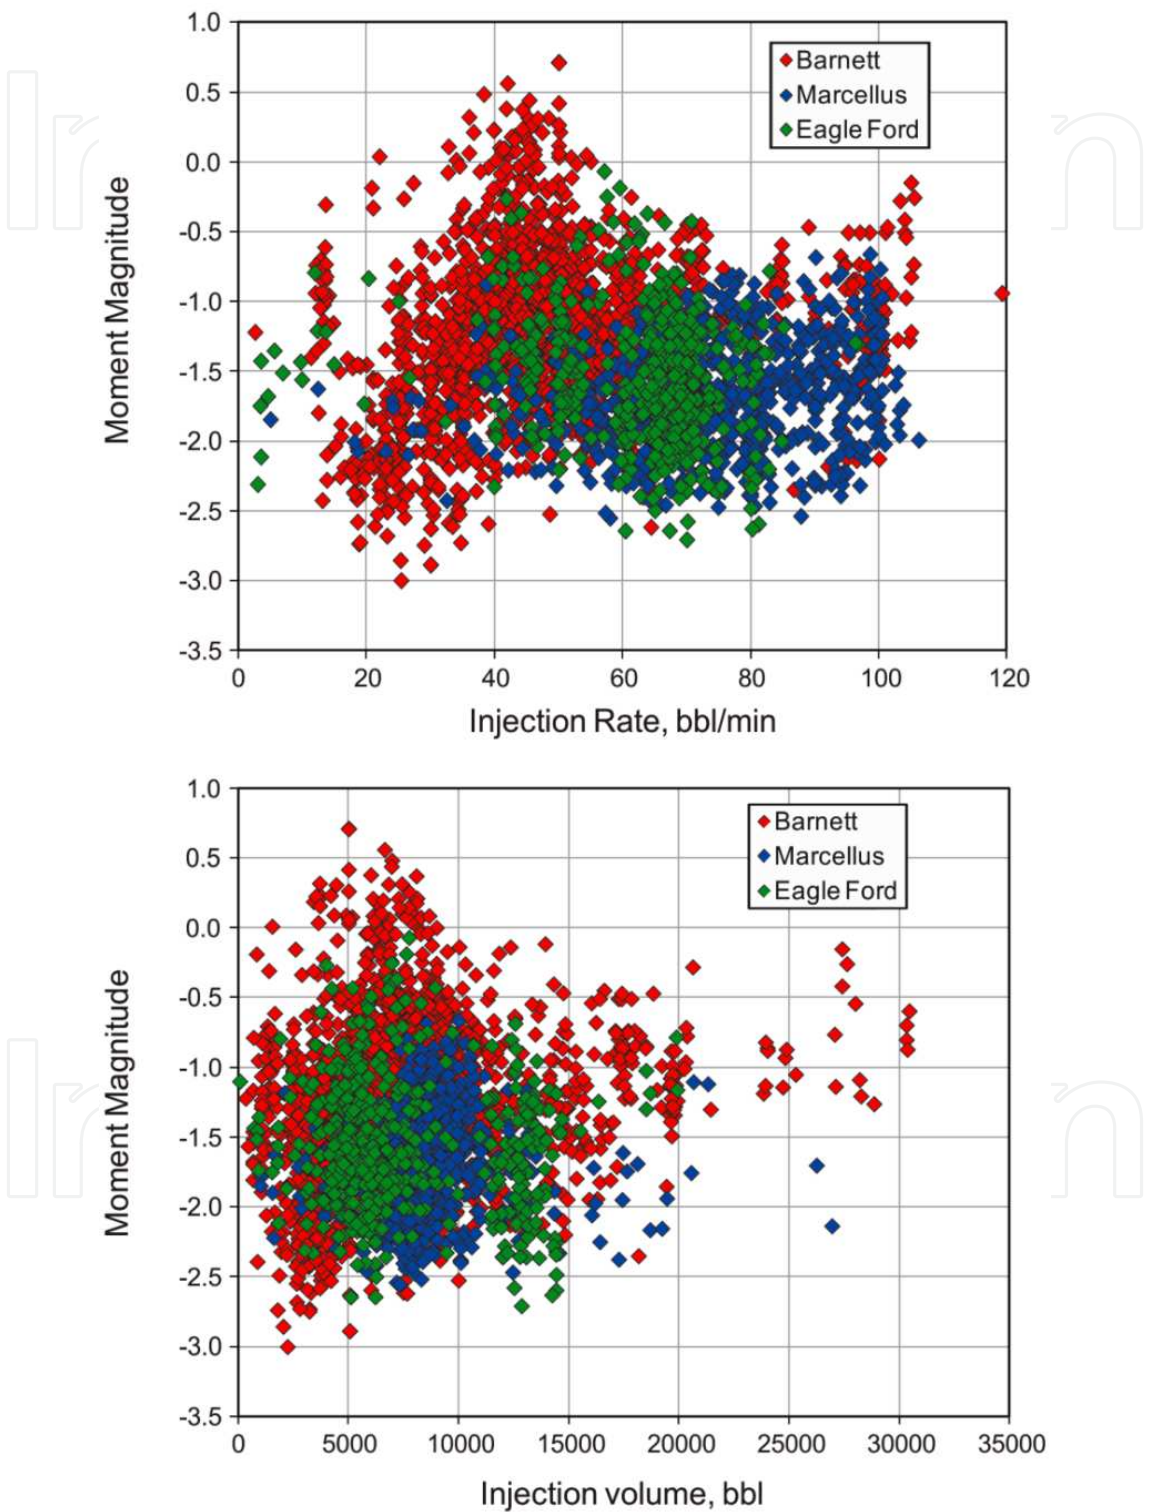 1.0
0.5
0.0
-0.5
-1.0
-1.5
-2.0
-2.5
-3.0
-3.5
Moment Magnitude
Barnett
Marcellus
Eagle Ford
0 20 40 60 80 100 120
Injection Rate, bbl/min
1.0
0.5
0.0
-0.5
-1.0
-1.5
-2.0
-2.5
-3.0
-3.5
Moment Magnitude
Barnett
Marcellus
Eagle Ford
0 5000 10000 15000 20000 25000 30000 35000
Injection volume, bbl